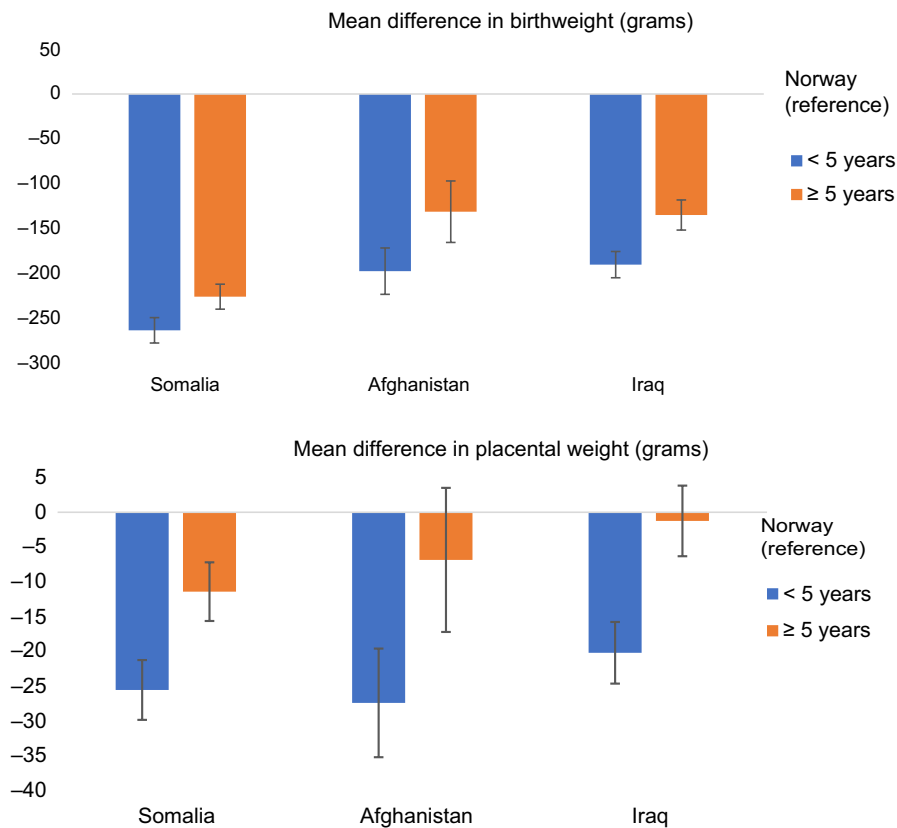 Mean difference in birthweight (grams)
50
0
–50
–100
–150
–200
–250
–300
Somalia
Afghanistan
Iraq
Norway
(reference)
< 5 years
≥ 5 years
Mean difference in placental weight (grams)
5
0
–5
–10
–15
–20
–25
–30
–35
–40
Somalia
Afghanistan
Iraq
Norway
(reference)
< 5 years
≥ 5 years